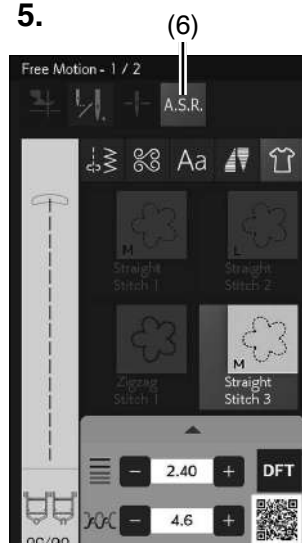 5.
(6)
Free Motion - 1 / 2
A.S.R.
Aa
M
L
Straight
Stitch 1
Straight
Stitch 2
M
Zigzag
Stitch 1
Straight
Stitch 3
2.40
DFT
4.6